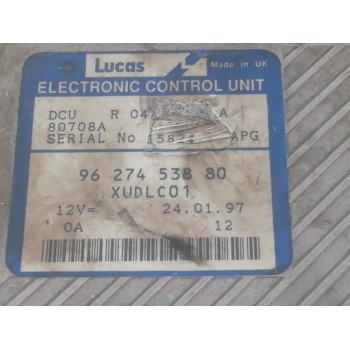 Lucas Made in UK
ELECTRONIC CONTROL UNIT
DCU R 04 A
80708A
SERIAL No APG
96 274 538 80
XUDLC01
12V= 24.01.97
0A 12